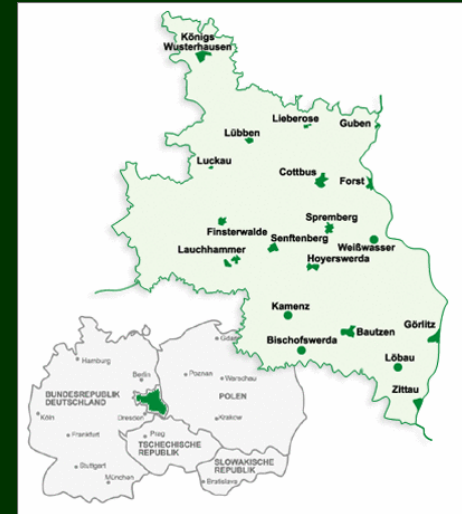 Königs
Wusterhausen
Lieberose
Guben
Lübben
Luckau
Cottbus
Forst
Spremberg
Finsterwalde
Senftenberg
Weißwasser
Lauchhammer
Hoyerswerda
Kamenz
Görlitz
Bautzen
Bischofswerda
Löbau
Zittau
Hamburg
Berlin
Poznan
Warschau
BUNDESREPUBLIK
DEUTSCHLAND
POLEN
Köln
Dresden
Krakow
Frankfurt
Prag
TSCHECHISCHE
REPUBLIK
Stuttgart
SLOWAKISCHE
REPUBLIK
München
Bratislava